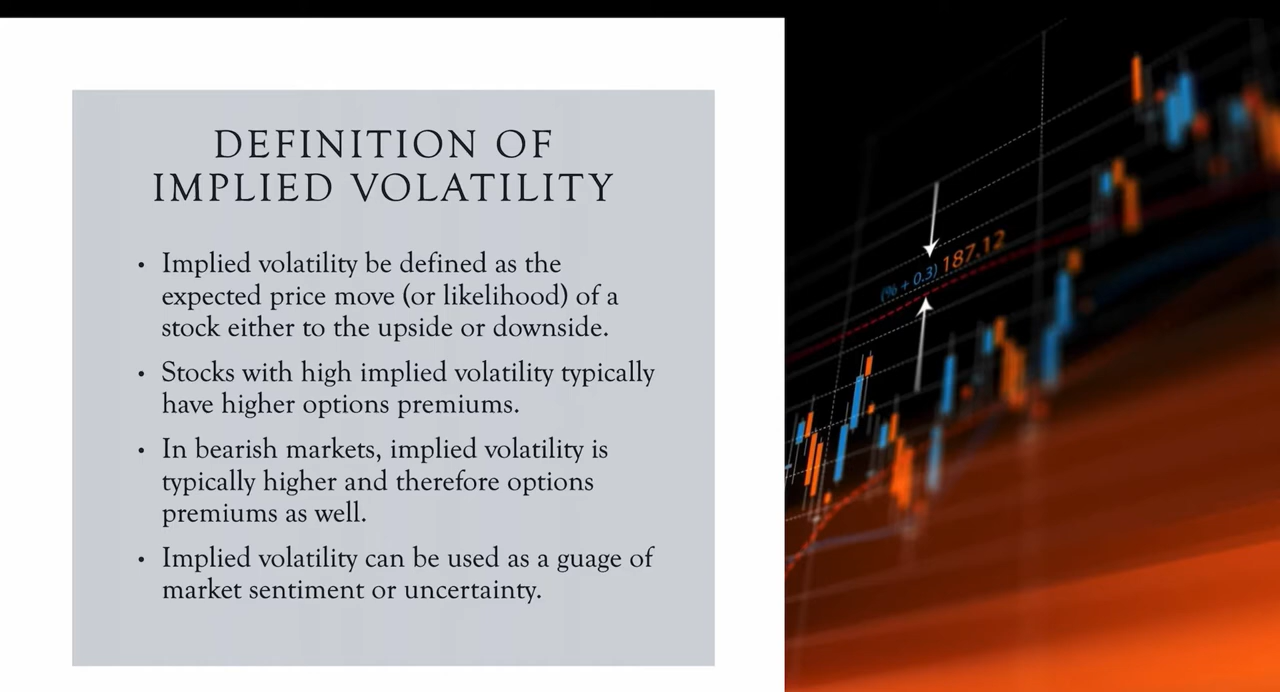 DEFINITION OF
IMPLIED VOLATILITY
• Implied volatility be defined as the
expected price move (or likelihood) of a
stock either to the upside or downside.
• Stocks with high implied volatility typically
have higher options premiums.
• In bearish markets, implied volatility is
typically higher and therefore options
premiums as well.
• Implied volatility can be used as a guage of
market sentiment or uncertainty.
(% + 0.3) 187.12